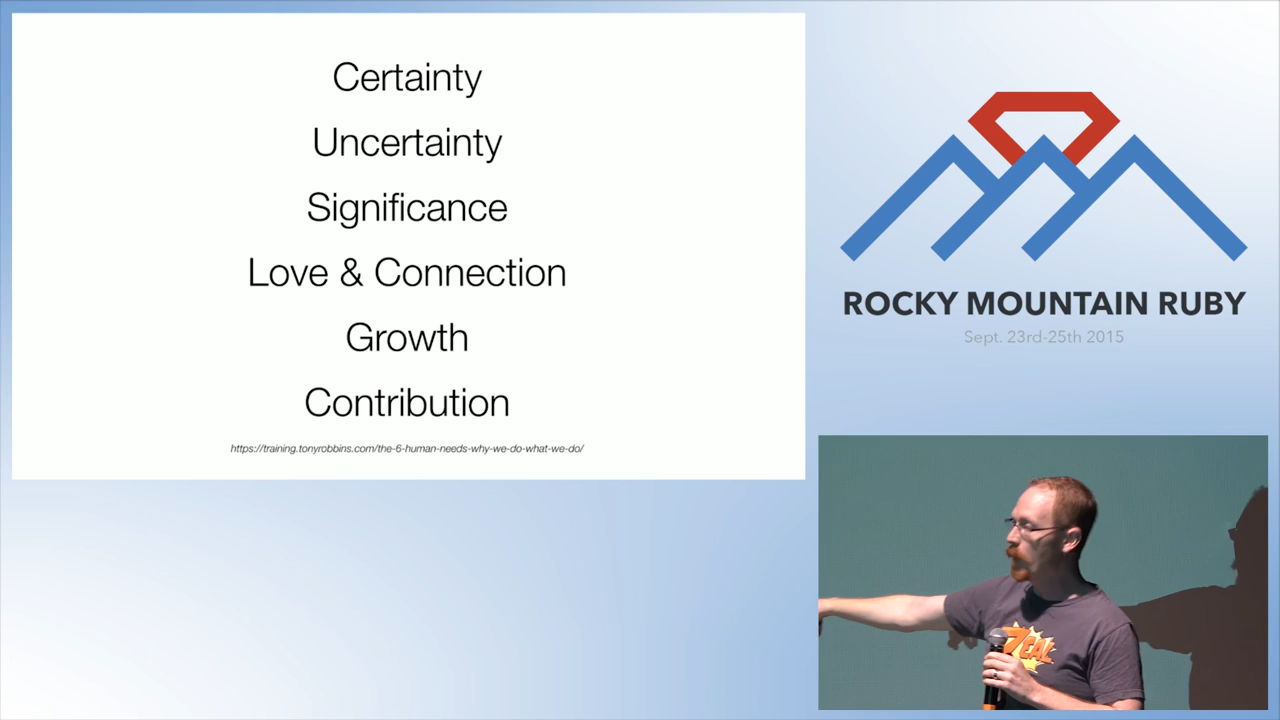 Certainty
Uncertainty
Significance
Love & Connection
Growth
Contribution
https://training.tonyrobbins.com/the-6-human-needs-why-we-do-what-we-do/
ROCKY MOUNTAIN RUBY
Sept. 23rd-25th 2015
ZEAL